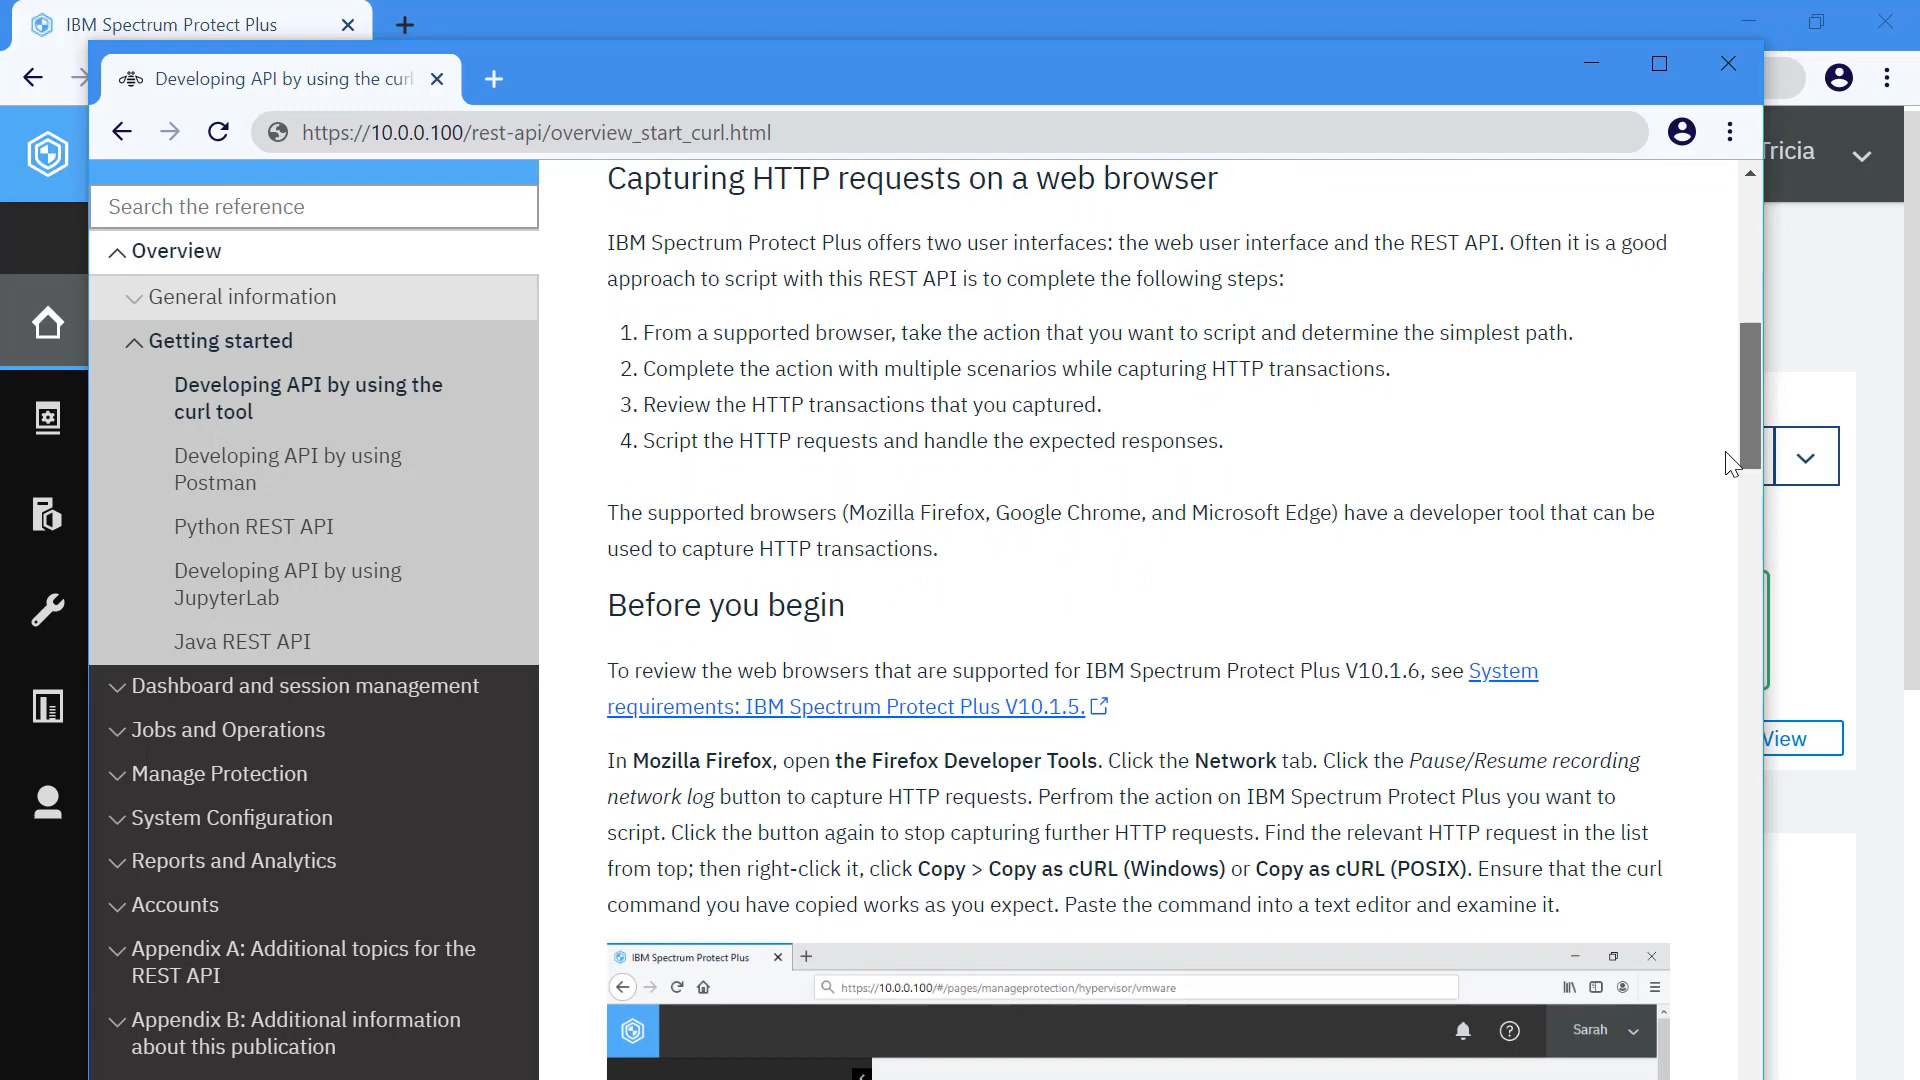 IBM Spectrum Protect Plus
Developing API by using the curl
https://10.0.0.100/rest-api/overview_start_curl.html
Tricia
Search the reference
Overview
General information
Getting started
Developing API by using the
curl tool
Developing API by using
Postman
Python REST API
Developing API by using
JupyterLab
Java REST API
Dashboard and session management
Jobs and Operations
Manage Protection
System Configuration
Reports and Analytics
Accounts
Appendix A: Additional topics for the
REST API
Appendix B: Additional information
about this publication
Capturing HTTP requests on a web browser
IBM Spectrum Protect Plus offers two user interfaces: the web user interface and the REST API. Often it is a good
approach to script with this REST API is to complete the following steps:
1. From a supported browser, take the action that you want to script and determine the simplest path.
2. Complete the action with multiple scenarios while capturing HTTP transactions.
3. Review the HTTP transactions that you captured.
4. Script the HTTP requests and handle the expected responses.
The supported browsers (Mozilla Firefox, Google Chrome, and Microsoft Edge) have a developer tool that can be
used to capture HTTP transactions.
Before you begin
To review the web browsers that are supported for IBM Spectrum Protect Plus V10.1.6, see System
requirements: IBM Spectrum Protect Plus V10.1.5.
In Mozilla Firefox, open the Firefox Developer Tools. Click the Network tab. Click the Pause/Resume recording
network log button to capture HTTP requests. Perfrom the action on IBM Spectrum Protect Plus you want to
script. Click the button again to stop capturing further HTTP requests. Find the relevant HTTP request in the list
from top; then right-click it, click Copy > Copy as cURL (Windows) or Copy as cURL (POSIX). Ensure that the curl
command you have copied works as you expect. Paste the command into a text editor and examine it.
IBM Spectrum Protect Plus
https://10.0.0.100/#/pages/manageprotection/hypervisor/vmware
Sarah
View